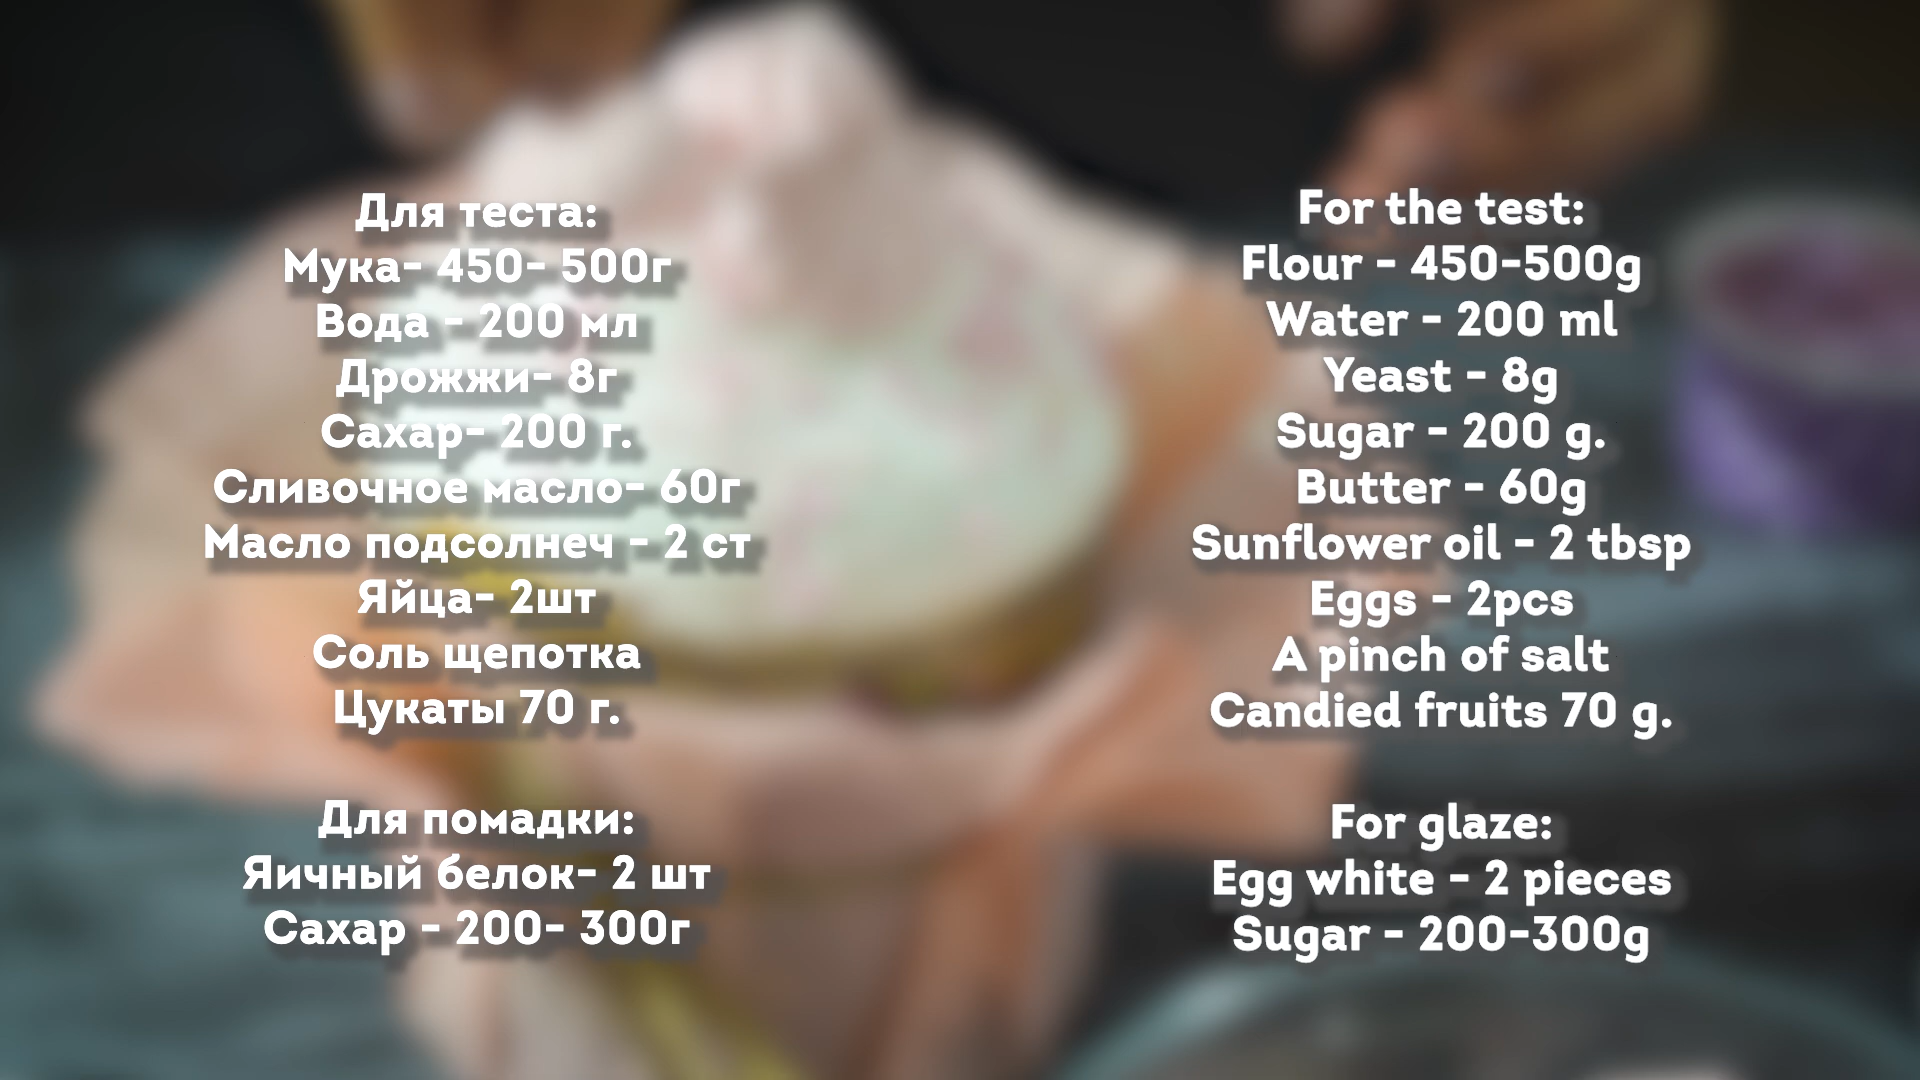 Для теста:
Мука- 450- 500г
Вода - 200 мл
Дрожжи- 8г
Сахар- 200 г.
Сливочное масло- 60г
Масло подсолнеч - 2 ст
Яйца- 2шт
Соль щепотка
Цукаты 70 г.
Для помадки:
Яичный белок- 2 шт
Сахар - 200- 300г
For the test:
Flour - 450-500g
Water - 200 ml
Yeast - 8g
Sugar - 200 g.
Butter - 60g
Sunflower oil - 2 tbsp
Eggs - 2pcs
A pinch of salt
Candied fruits 70 g.
For glaze:
Egg white - 2 pieces
Sugar - 200-300g